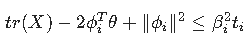 $tr(X) - 2\phi_i^T \theta + \|\phi_i\|^2 \leq \beta_i^2 t_i$